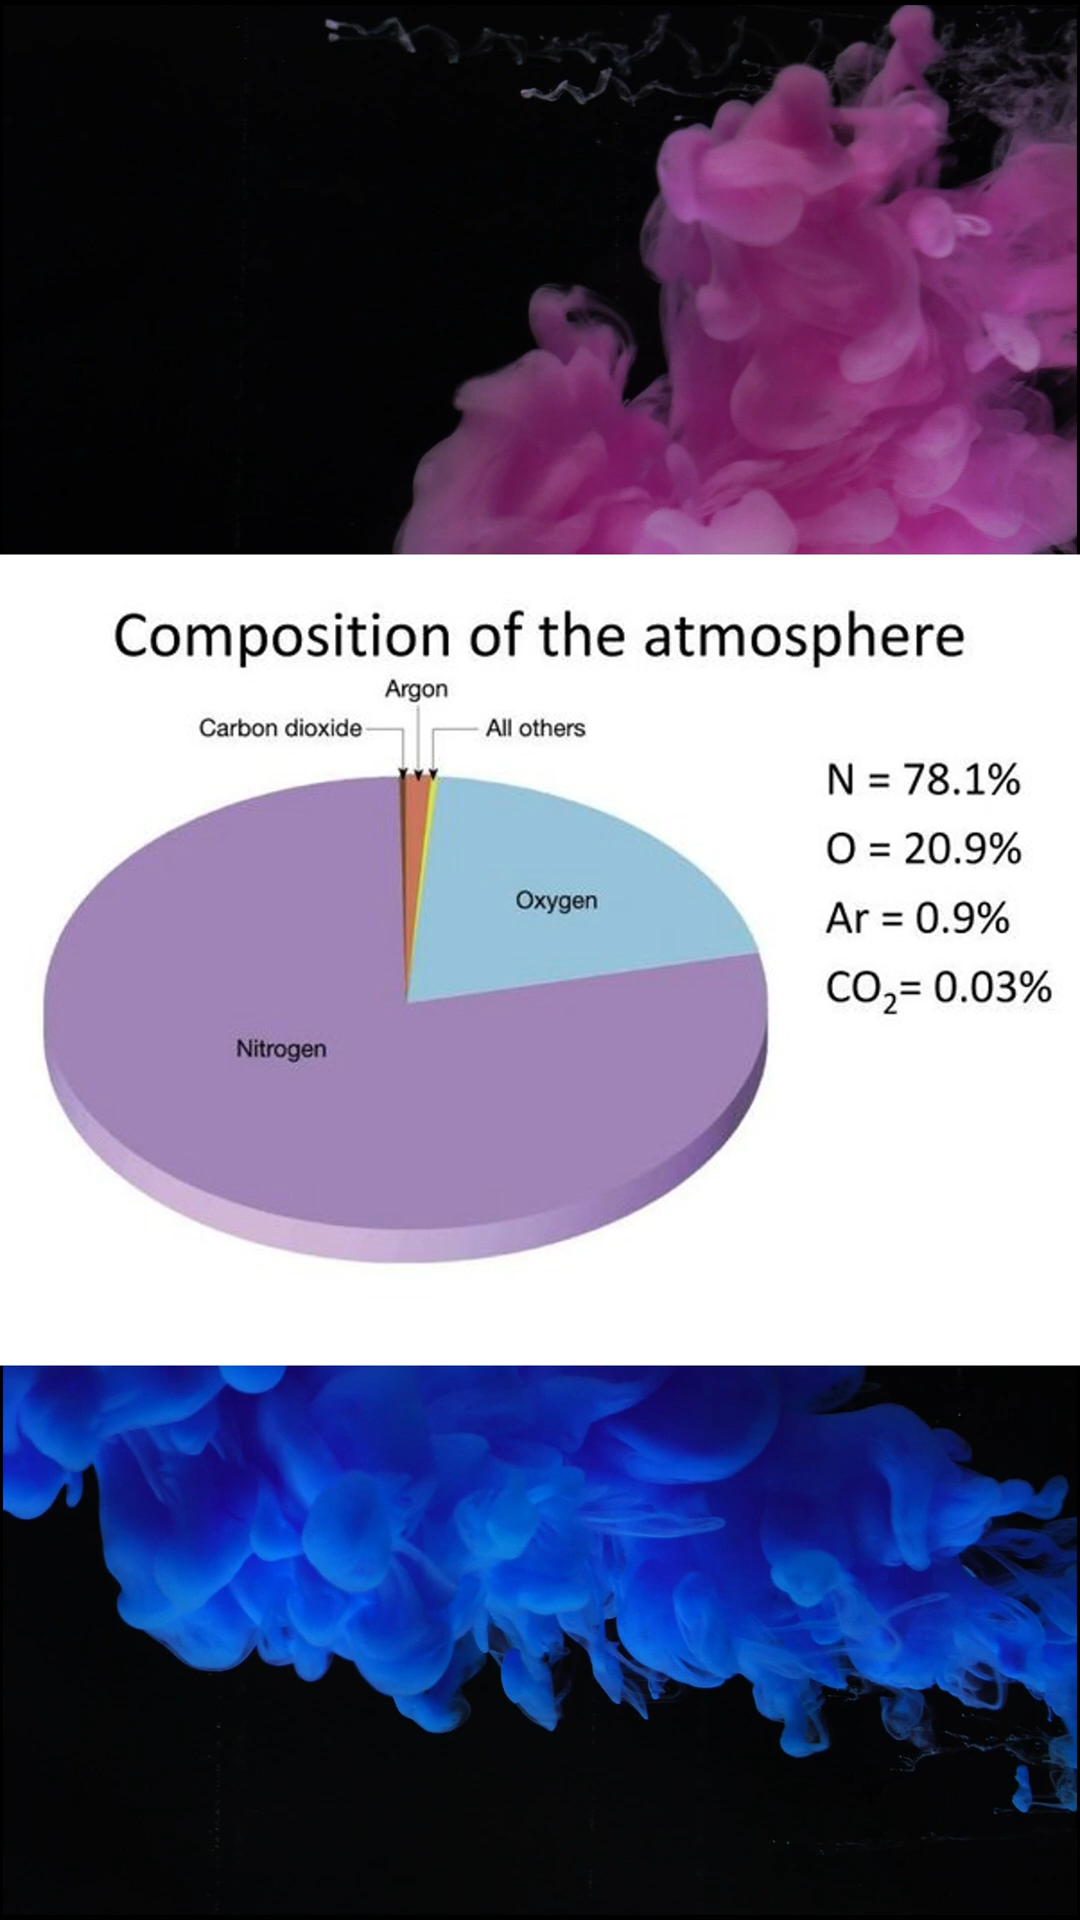 Composition of the atmosphere
Argon
Carbon dioxide
All others
Oxygen
Nitrogen
N = 78.1%
O = 20.9%
Ar = 0.9%
CO₂= 0.03%